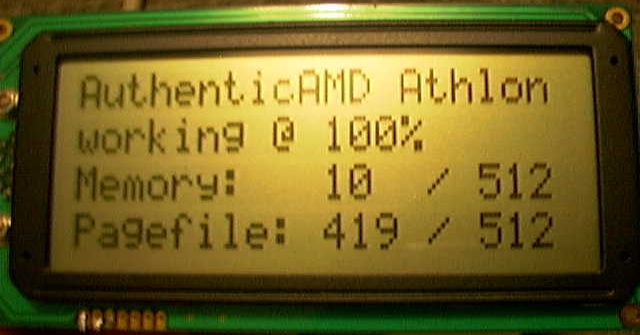 AuthenticAMD Athlon
working @ 100%
Memory: 10 / 512
Pagefile: 419 / 512